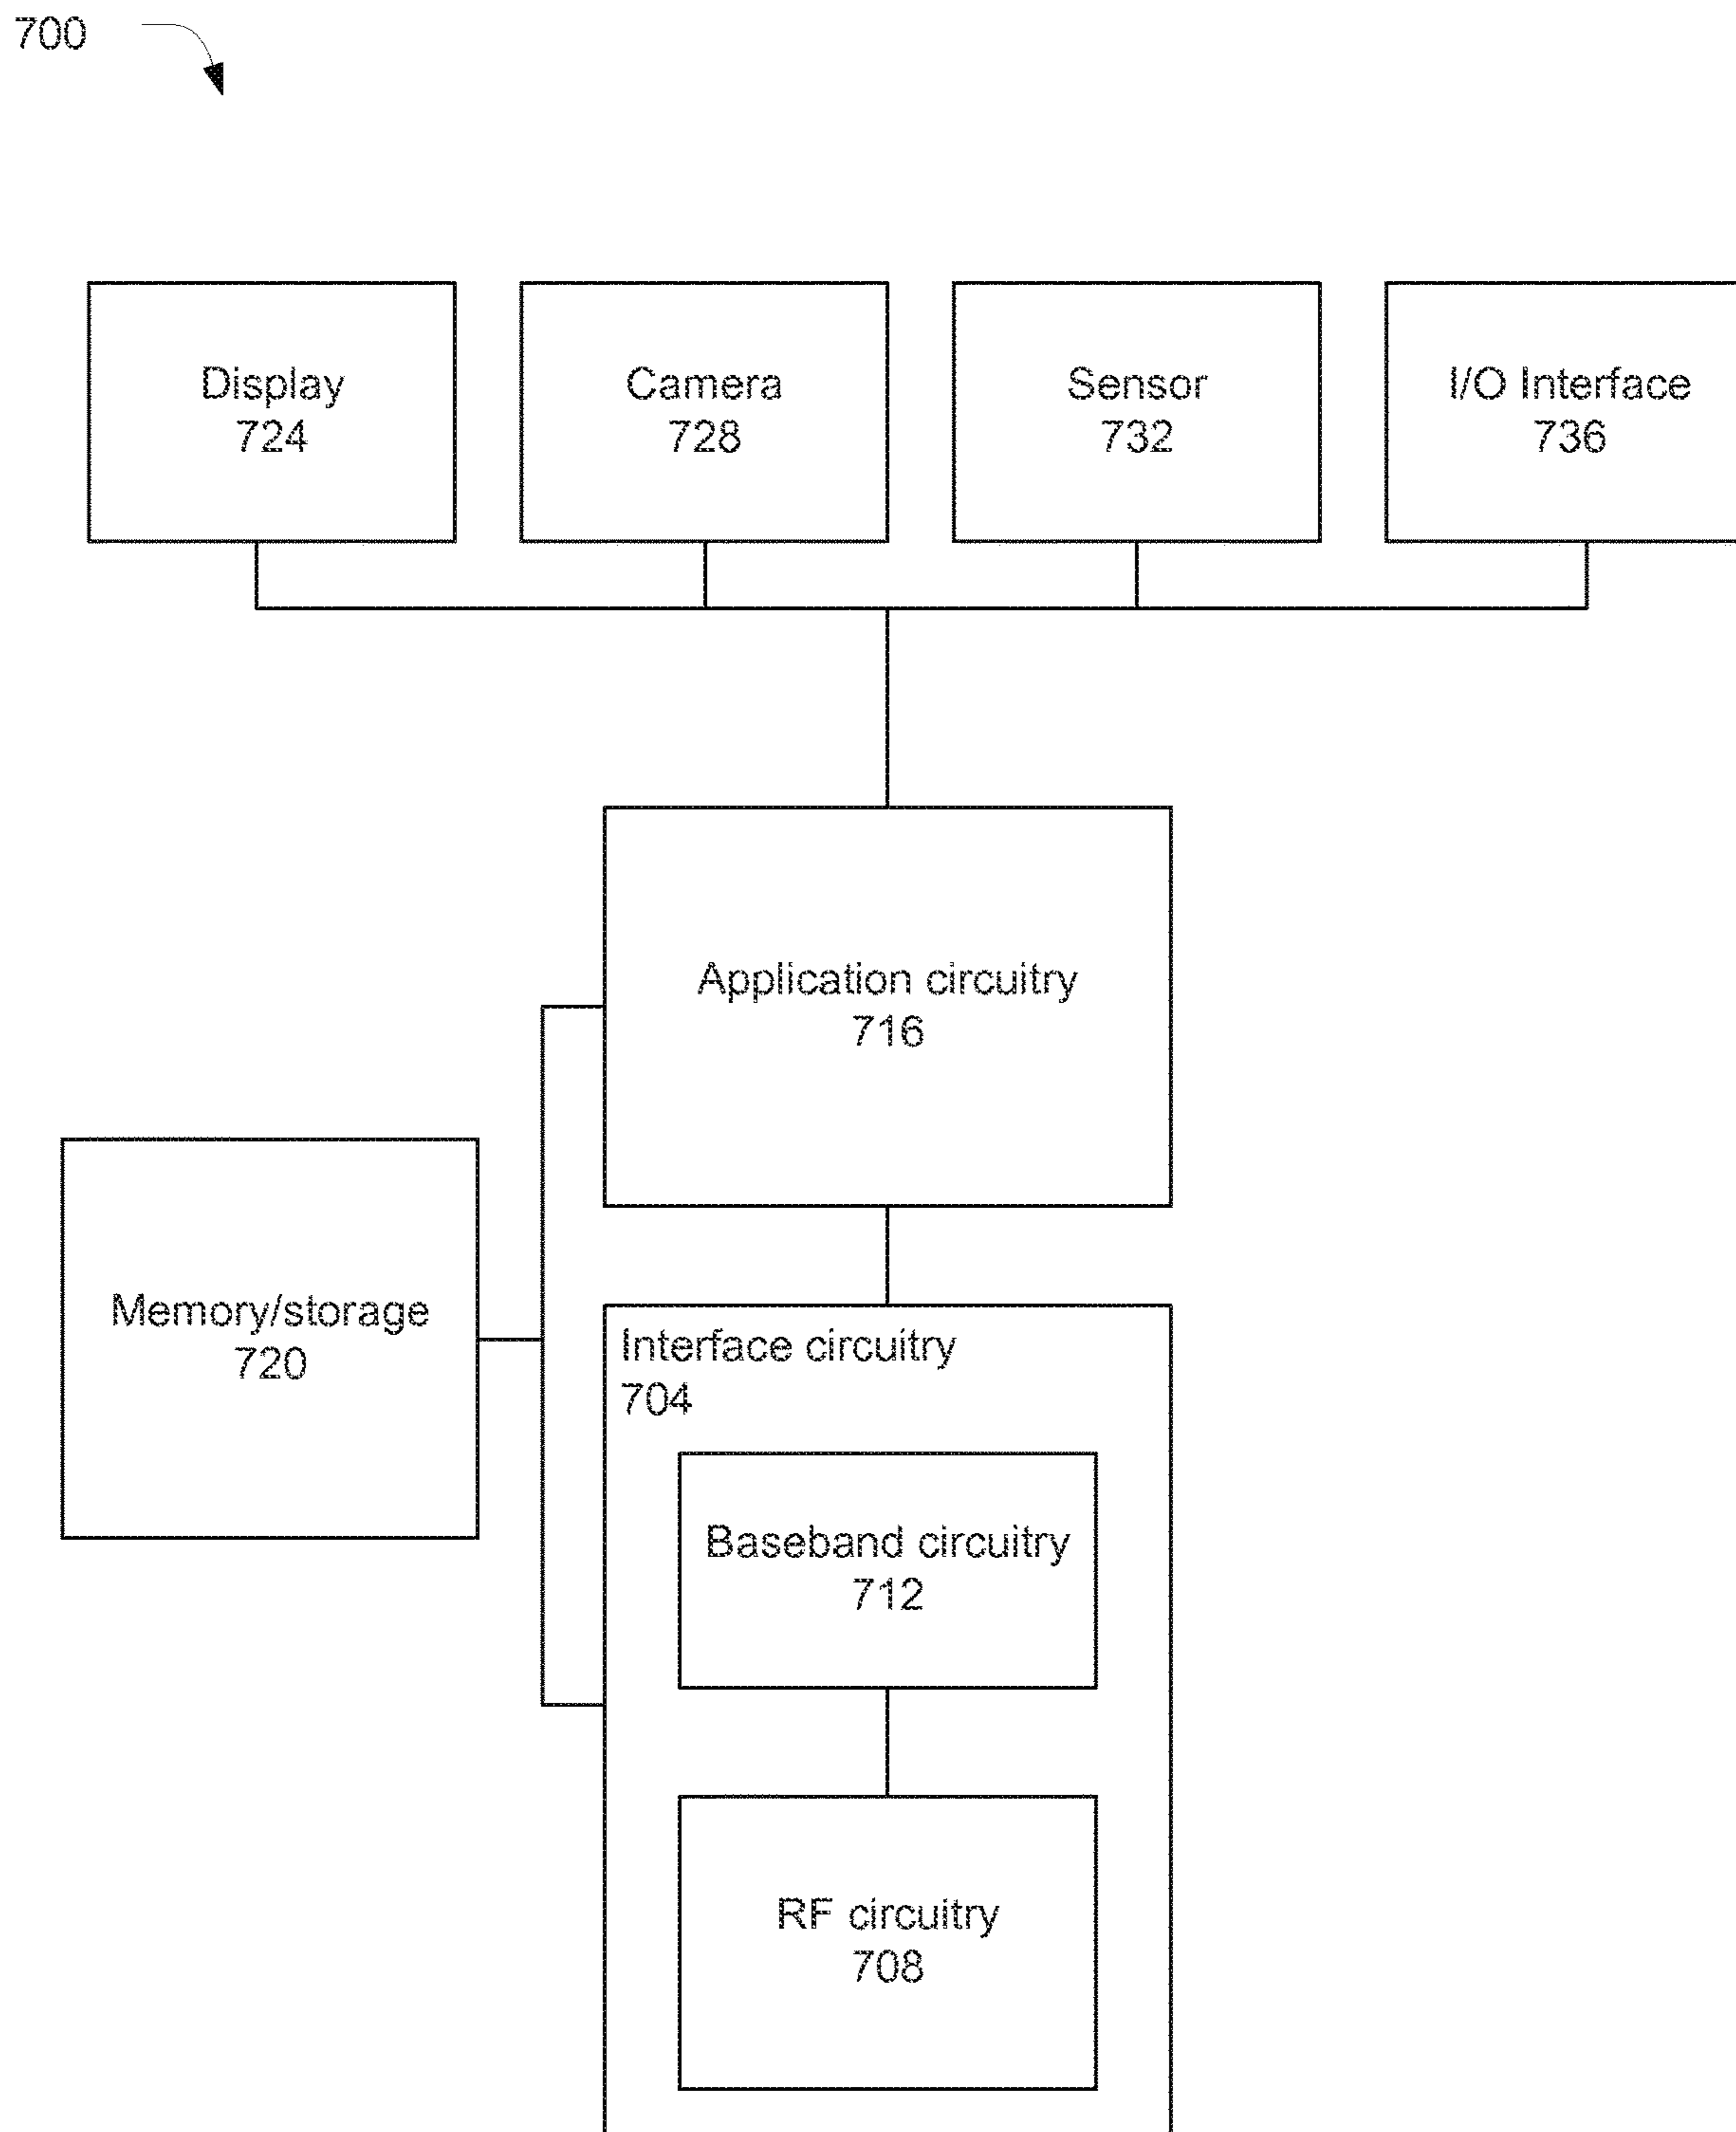 700
Display
724
Camera
728
Sensor
732
I/O Interface
736
Application circuitry
716
Memory/storage
720
Interface circuitry
704
Baseband circuitry
712
RF circuitry
708